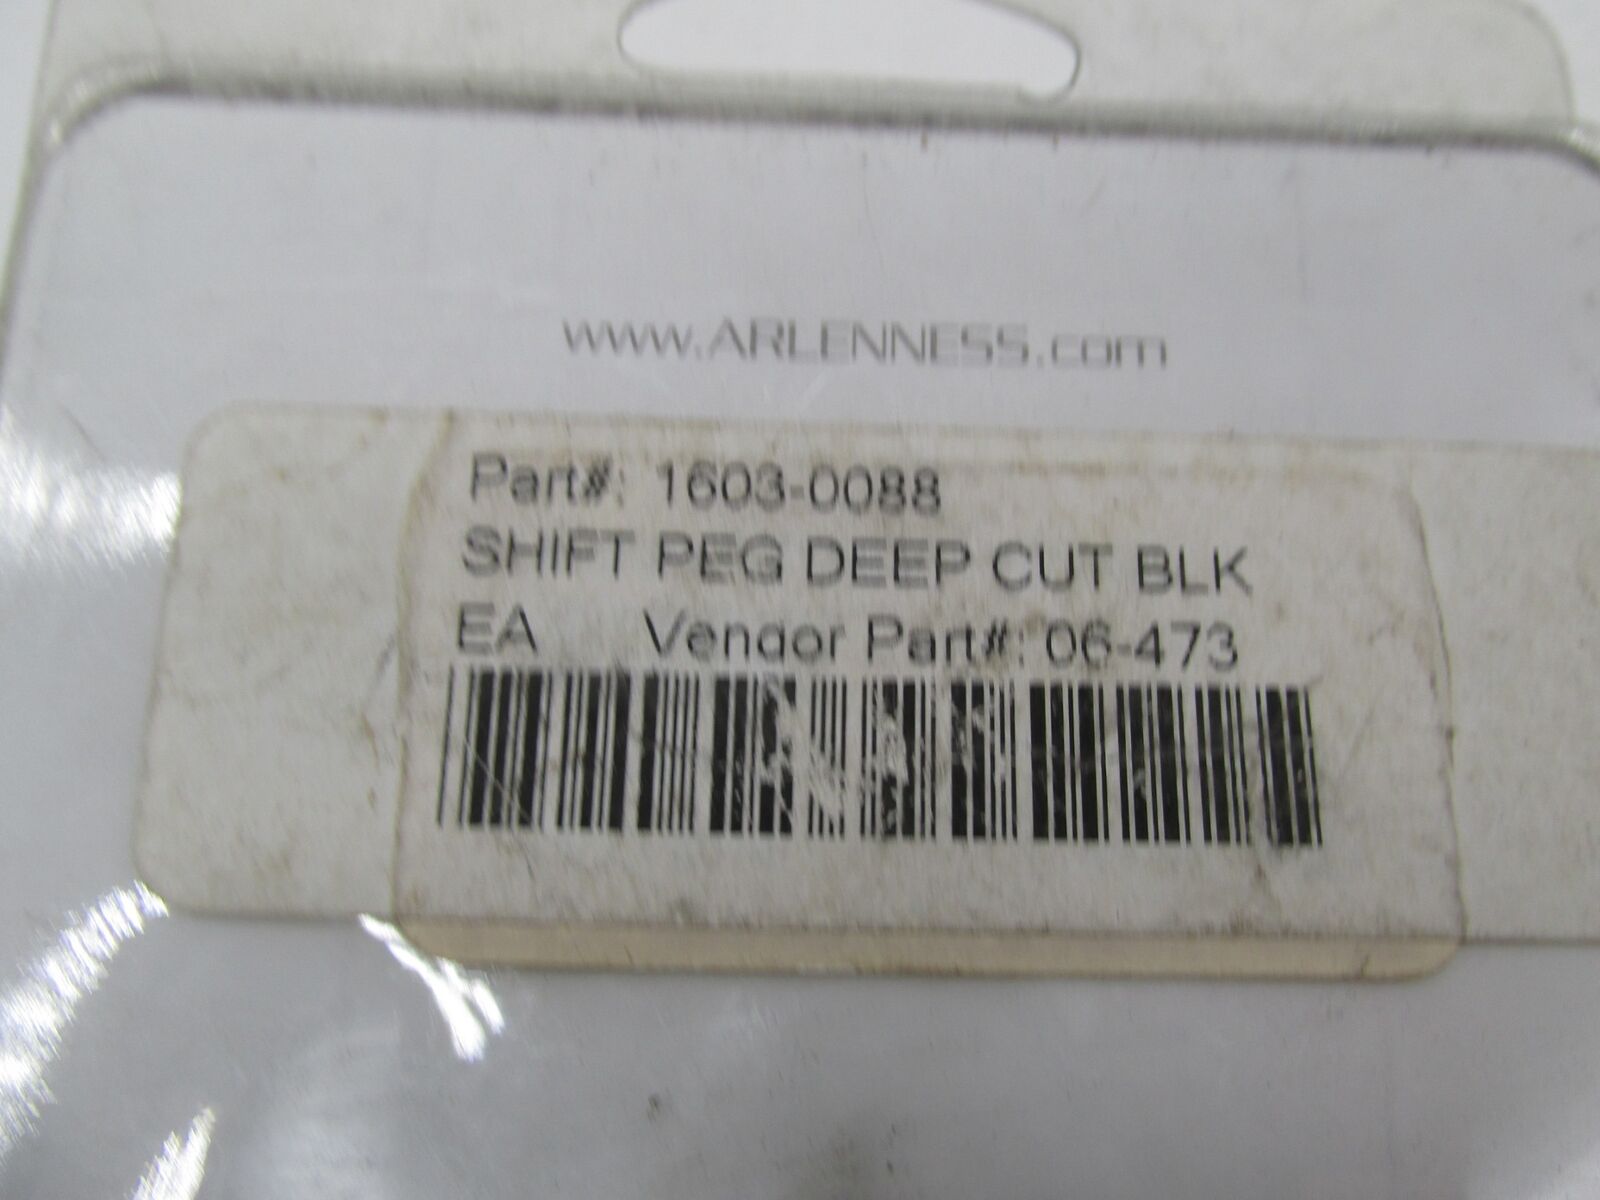 www.ARLENNESS.com
Part#: 1603-0088
SHIFT PEG DEEP CUT BLK
EA Vendor Part#: 06-473